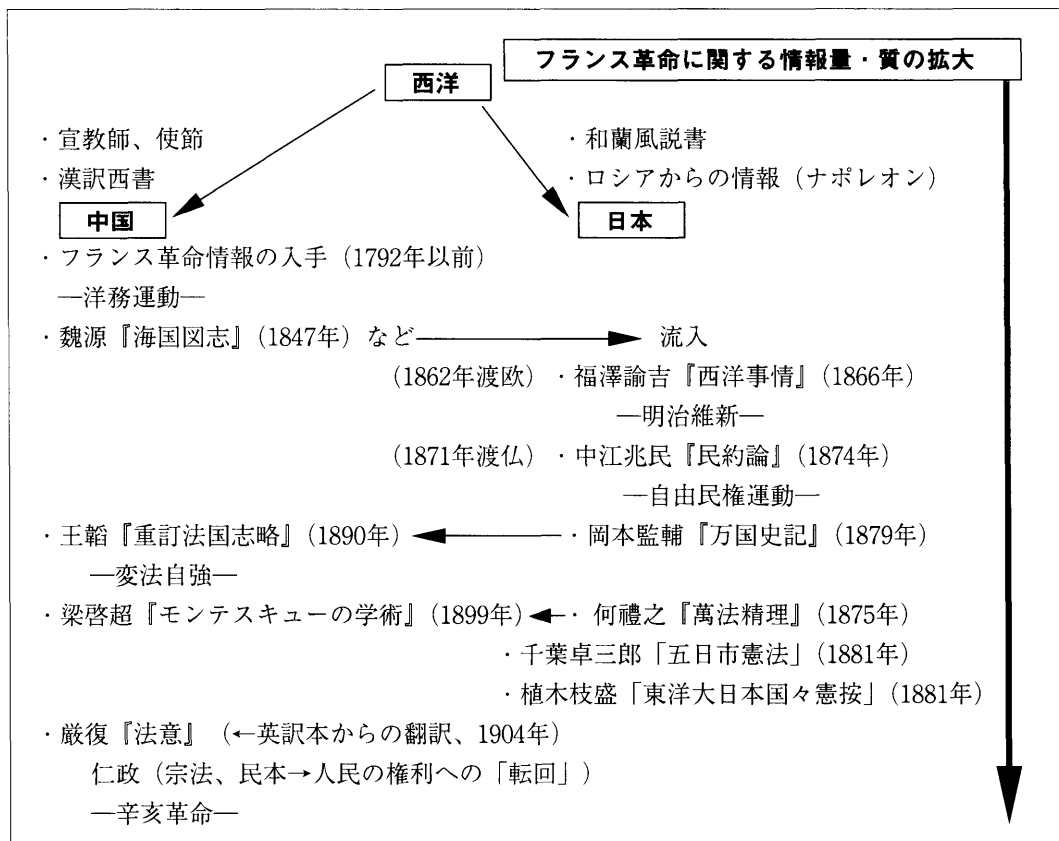 フランス革命に関する情報量・質の拡大
西洋
・宣教師、使節
・和蘭風説書
・漢訳西書
・ロシアからの情報（ナポレオン）
中国
日本
・フランス革命情報の入手（1792年以前）
―洋務運動―
・魏源『海国図志』（1847年）など
流入
（1862年渡欧）・福澤諭吉『西洋事情』（1866年）
―明治維新―
（1871年渡仏）・中江兆民『民約論』（1874年）
―自由民権運動―
・王韜『重訂法国志略』（1890年）
・岡本監輔『万国史記』（1879年）
―変法自強―
・梁啓超『モンテスキューの学術』（1899年）
・何禮之『萬法精理』（1875年）
・千葉卓三郎「五日市憲法」（1881年）
・植木枝盛「東洋大日本国々憲按」（1881年）
・厳復『法意』（←英訳本からの翻訳、1904年）
仁政（宗法、民本→人民の権利への「転回」）
―辛亥革命―